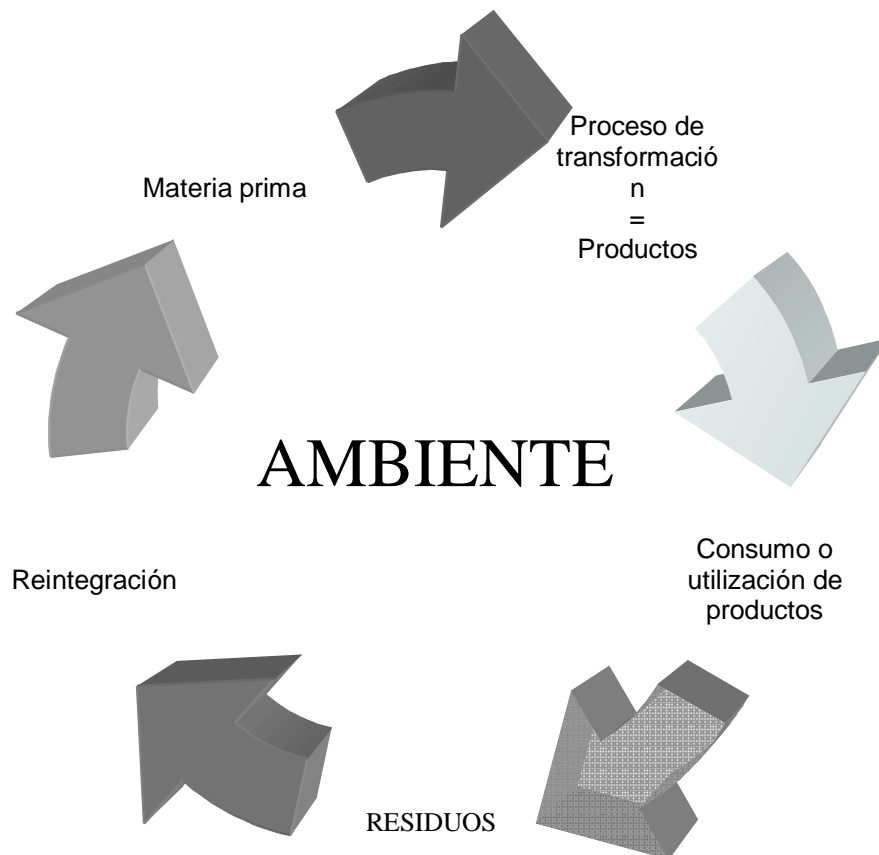 Materia prima
Proceso de
transformació
n
=
Productos
AMBIENTE
Consumo o
utilización de
productos
Reintegración
RESIDUOS